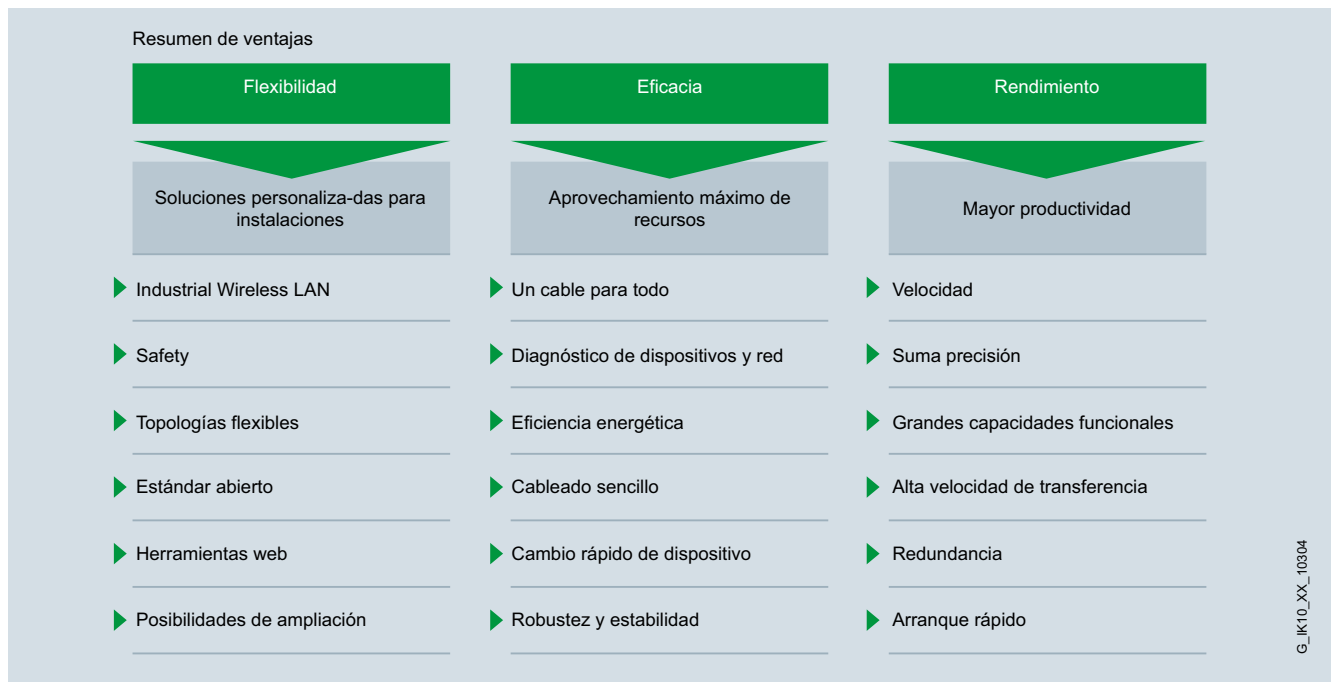 Resumen de ventajas
Flexibilidad
Soluciones personaliza-das para
instalaciones
Industrial Wireless LAN
Safety
Topologías flexibles
Estándar abierto
Herramientas web
Posibilidades de ampliación
Eficacia
Aprovechamiento máximo de
recursos
Un cable para todo
Diagnóstico de dispositivos y red
Eficiencia energética
Cableado sencillo
Cambio rápido de dispositivo
Robustez y estabilidad
Rendimiento
Mayor productividad
Velocidad
Suma precisión
Grandes capacidades funcionales
Alta velocidad de transferencia
Redundancia
Arranque rápido
G_IK10_XX_10304